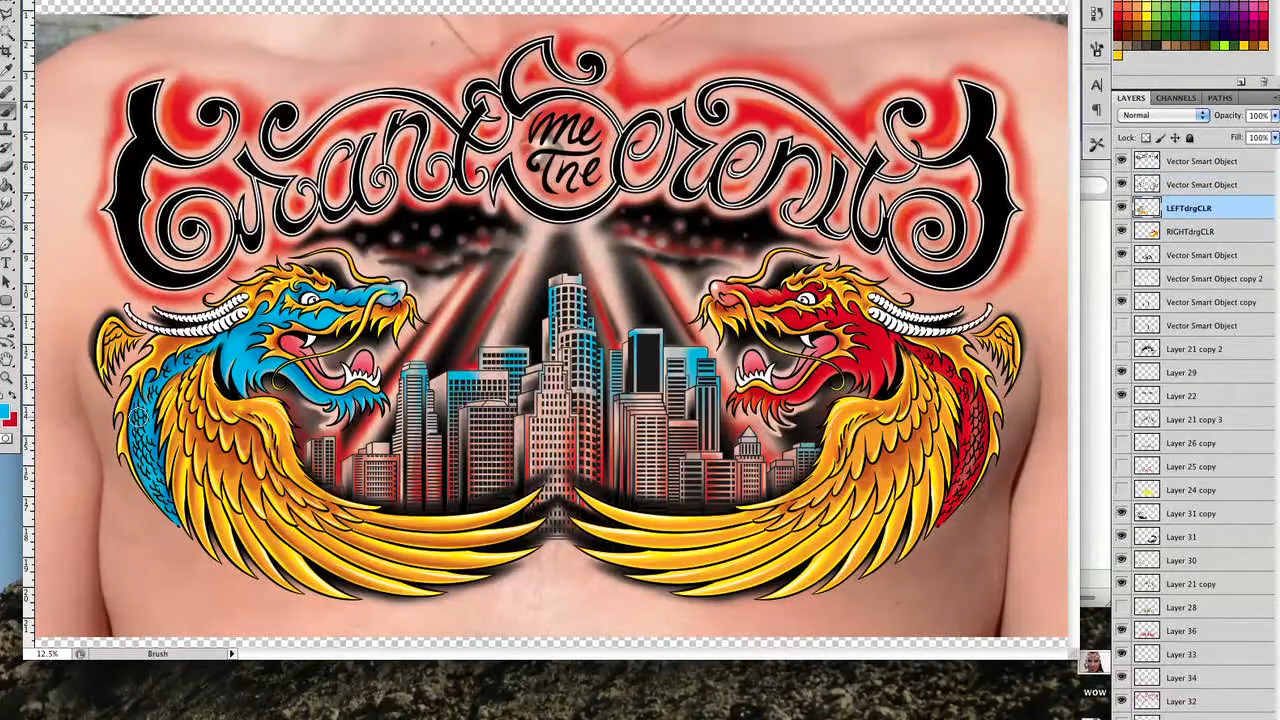 Grant me The Serenity
LAYERS CHANNELS PATHS
Normal Opacity: 100%
Lock: Fill: 100%
Vector Smart Object
Vector Smart Object
LEFTdrgCLR
RIGHTdrgCLR
Vector Smart Object
Vector Smart Object copy 2
Vector Smart Object copy
Vector Smart Object
Layer 21 copy 2
Layer 29
Layer 22
Layer 21 copy 3
Layer 26 copy
Layer 25 copy
Layer 24 copy
Layer 31 copy
Layer 31
Layer 30
Layer 21 copy
Layer 28
Layer 36
Layer 33
Layer 34
Layer 32
12.5% Brush
wow